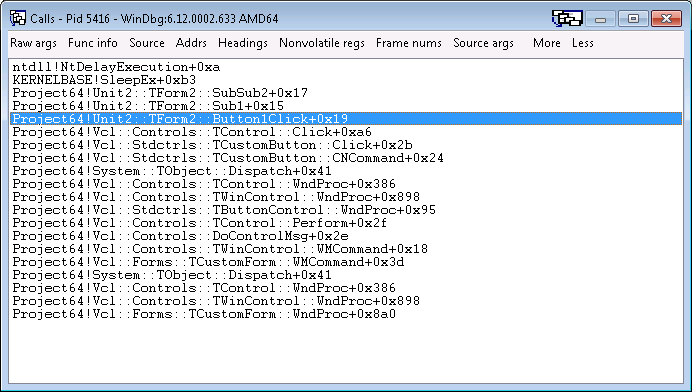 Calls - Pid 5416 - WinDbg:6.12.0002.633 AMD64
Raw args Func info Source Addrs Headings Nonvolatile regs Frame nums Source args More Less
ntdll!NtDelayExecution+0xa
KERNELBASE!SleepEx+0xb3
Project64!Unit2::TForm2::SubSub2+0x17
Project64!Unit2::TForm2::Sub1+0x15
Project64!Unit2::TForm2::Button1Click+0x19
Project64!Vcl::Controls::TControl::Click+0xa6
Project64!Vcl::Stdctrls::TCustomButton::Click+0x2b
Project64!Vcl::Stdctrls::TCustomButton::CNCommand+0x24
Project64!System::TObject::Dispatch+0x41
Project64!Vcl::Controls::TControl::WndProc+0x386
Project64!Vcl::Controls::TWinControl::WndProc+0x898
Project64!Vcl::Stdctrls::TButtonControl::WndProc+0x95
Project64!Vcl::Controls::TControl::Perform+0x2f
Project64!Vcl::Controls::DoControlMsg+0x2e
Project64!Vcl::Controls::TWinControl::WMCommand+0x18
Project64!Vcl::Forms::TCustomForm::WMCommand+0x3d
Project64!System::TObject::Dispatch+0x41
Project64!Vcl::Controls::TControl::WndProc+0x386
Project64!Vcl::Controls::TWinControl::WndProc+0x898
Project64!Vcl::Forms::TCustomForm::WndProc+0x8a0